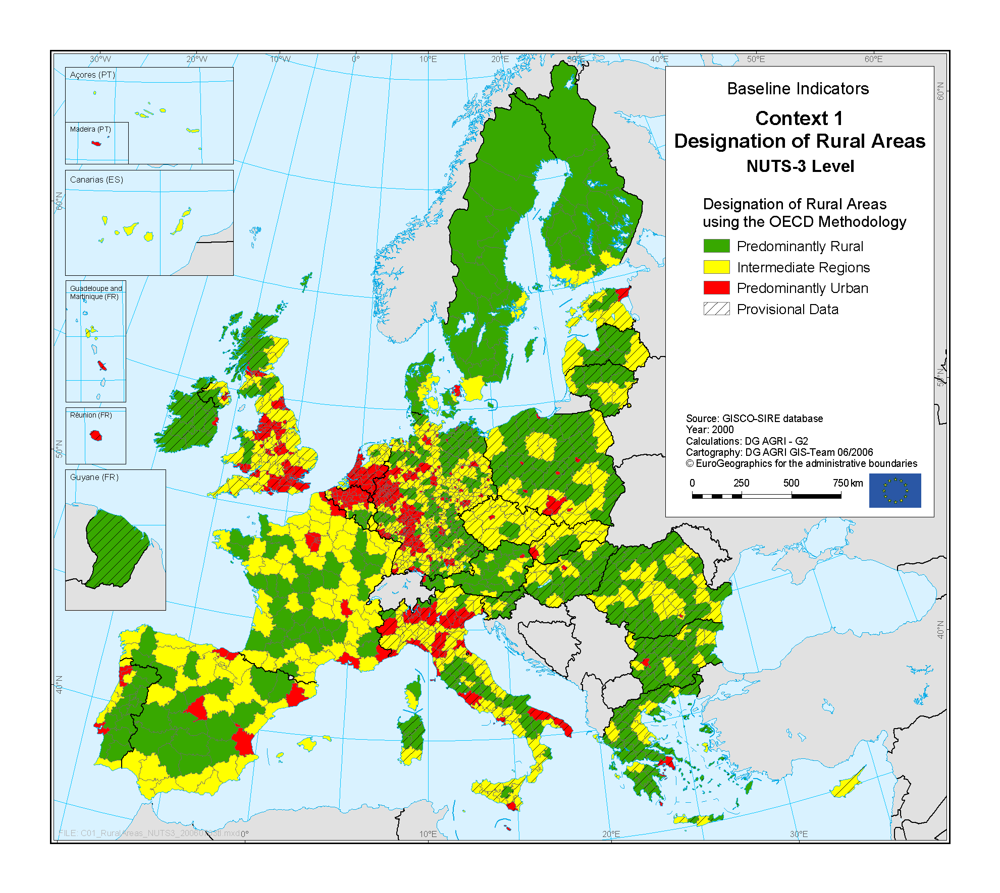 30°W 20°W 10°W 0° 10°E 20°E 30°E 40°E 50°E 60°E
Açores (PT)
Madeira (PT)
Canarias (ES)
Guadeloupe and
Martinique (FR)
Réunion (FR)
Guyane (FR)
60°N
50°N
40°N
Baseline Indicators
Context 1
Designation of Rural Areas
NUTS-3 Level
Designation of Rural Areas
using the OECD Methodology
Predominantly Rural
Intermediate Regions
Predominantly Urban
Provisional Data
Source: GISCO-SIRE database
Year: 2000
Calculations: DG AGRI - G2
Cartography: DG AGRI GIS-Team 06/2006
© EuroGeographics for the administrative boundaries
0 250 500 750 km
60°N
50°N
40°N
0° 10°E 20°E 30°E